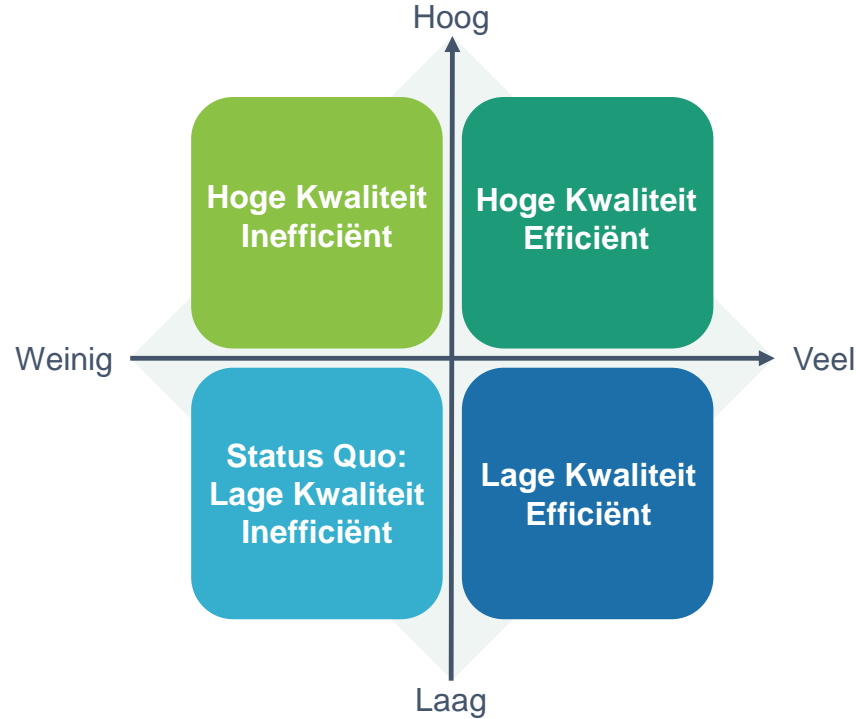 Hoog
Hoge Kwaliteit
Inefficiënt
Hoge Kwaliteit
Efficiënt
Weinig
Veel
Status Quo:
Lage Kwaliteit
Inefficiënt
Lage Kwaliteit
Efficiënt
Laag